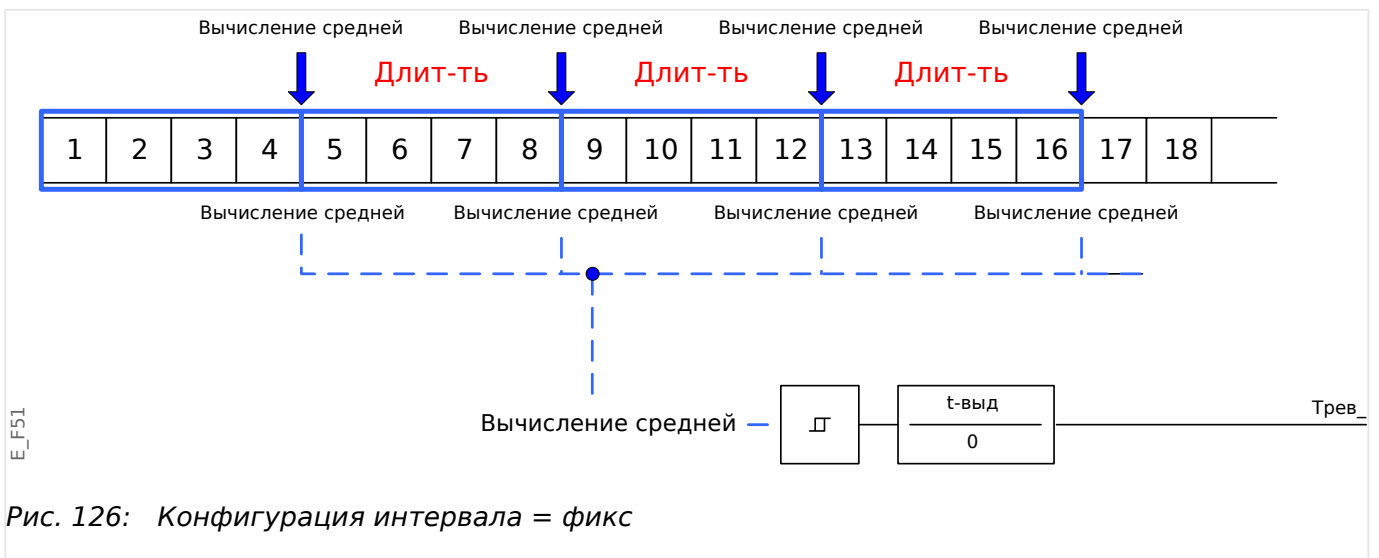 Вычисление средней Вычисление средней Вычисление средней Вычисление средней
Длит-ть Длит-ть Длит-ть
1 2 3 4 5 6 7 8 9 10 11 12 13 14 15 16 17 18
Вычисление средней Вычисление средней Вычисление средней Вычисление средней
Вычисление средней
t-выд
0
Трев_
E_F51
Рис. 126: Конфигурация интервала = фикс